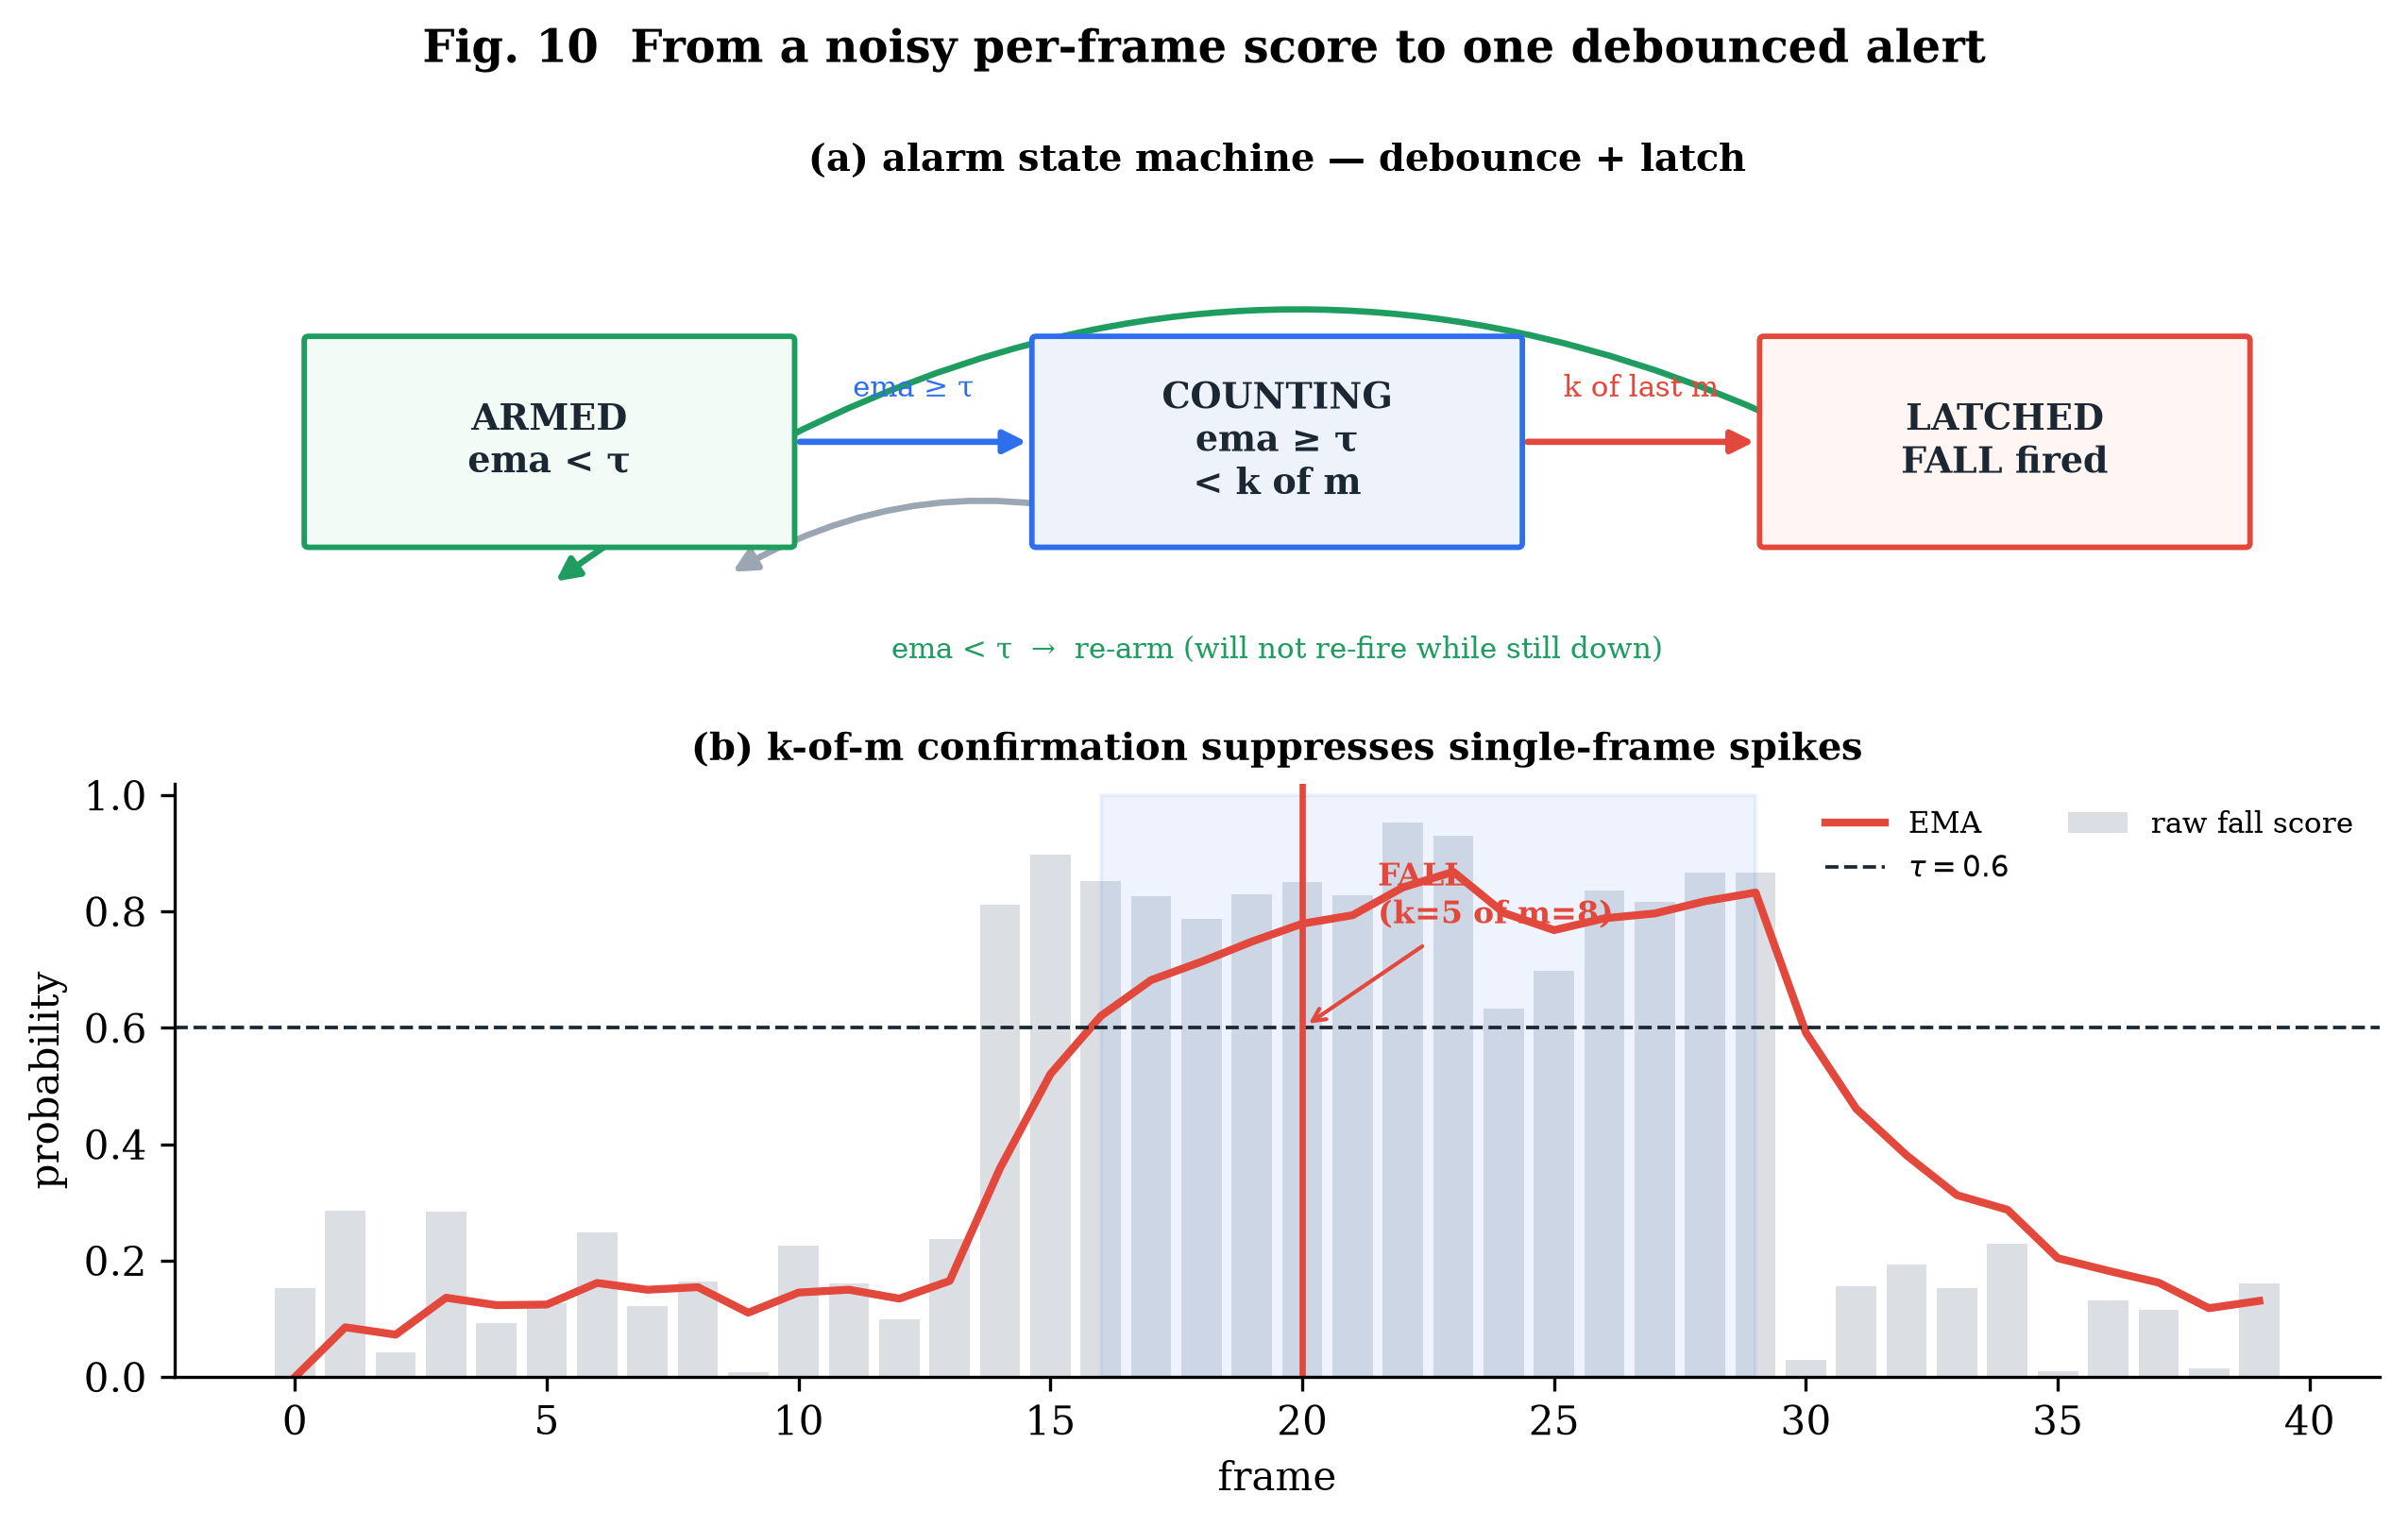 Fig. 10  From a noisy per-frame score to one debounced alert
(a) alarm state machine — debounce + latch
ARMED
ema < τ
ema ≥ τ
COUNTING
ema ≥ τ
< k of m
k of last m
LATCHED
FALL fired
ema < τ → re-arm (will not re-fire while still down)
(b) k-of-m confirmation suppresses single-frame spikes
probability
1.0
0.8
0.6
0.4
0.2
0.0
FALL
(k=5 of m=8)
EMA
τ = 0.6
raw fall score
0 5 10 15 20 25 30 35 40
frame